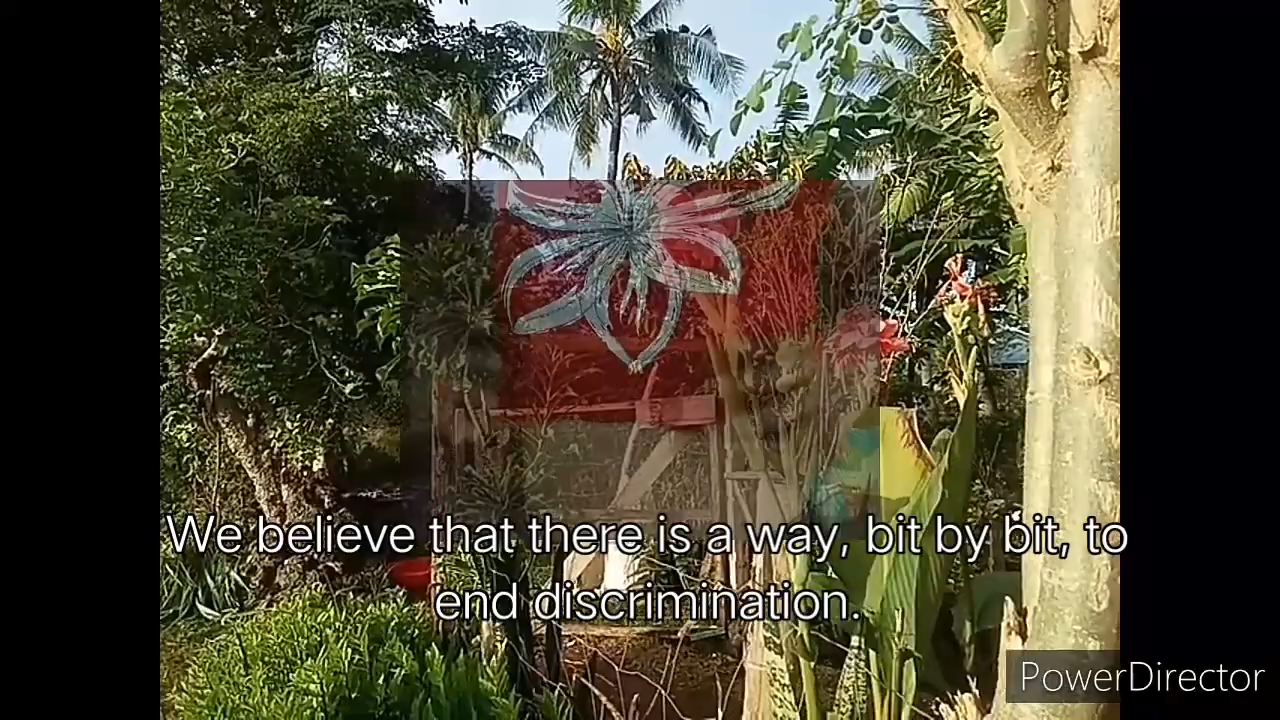 We believe that there is a way, bit by bit, to
end discrimination.
PowerDirector